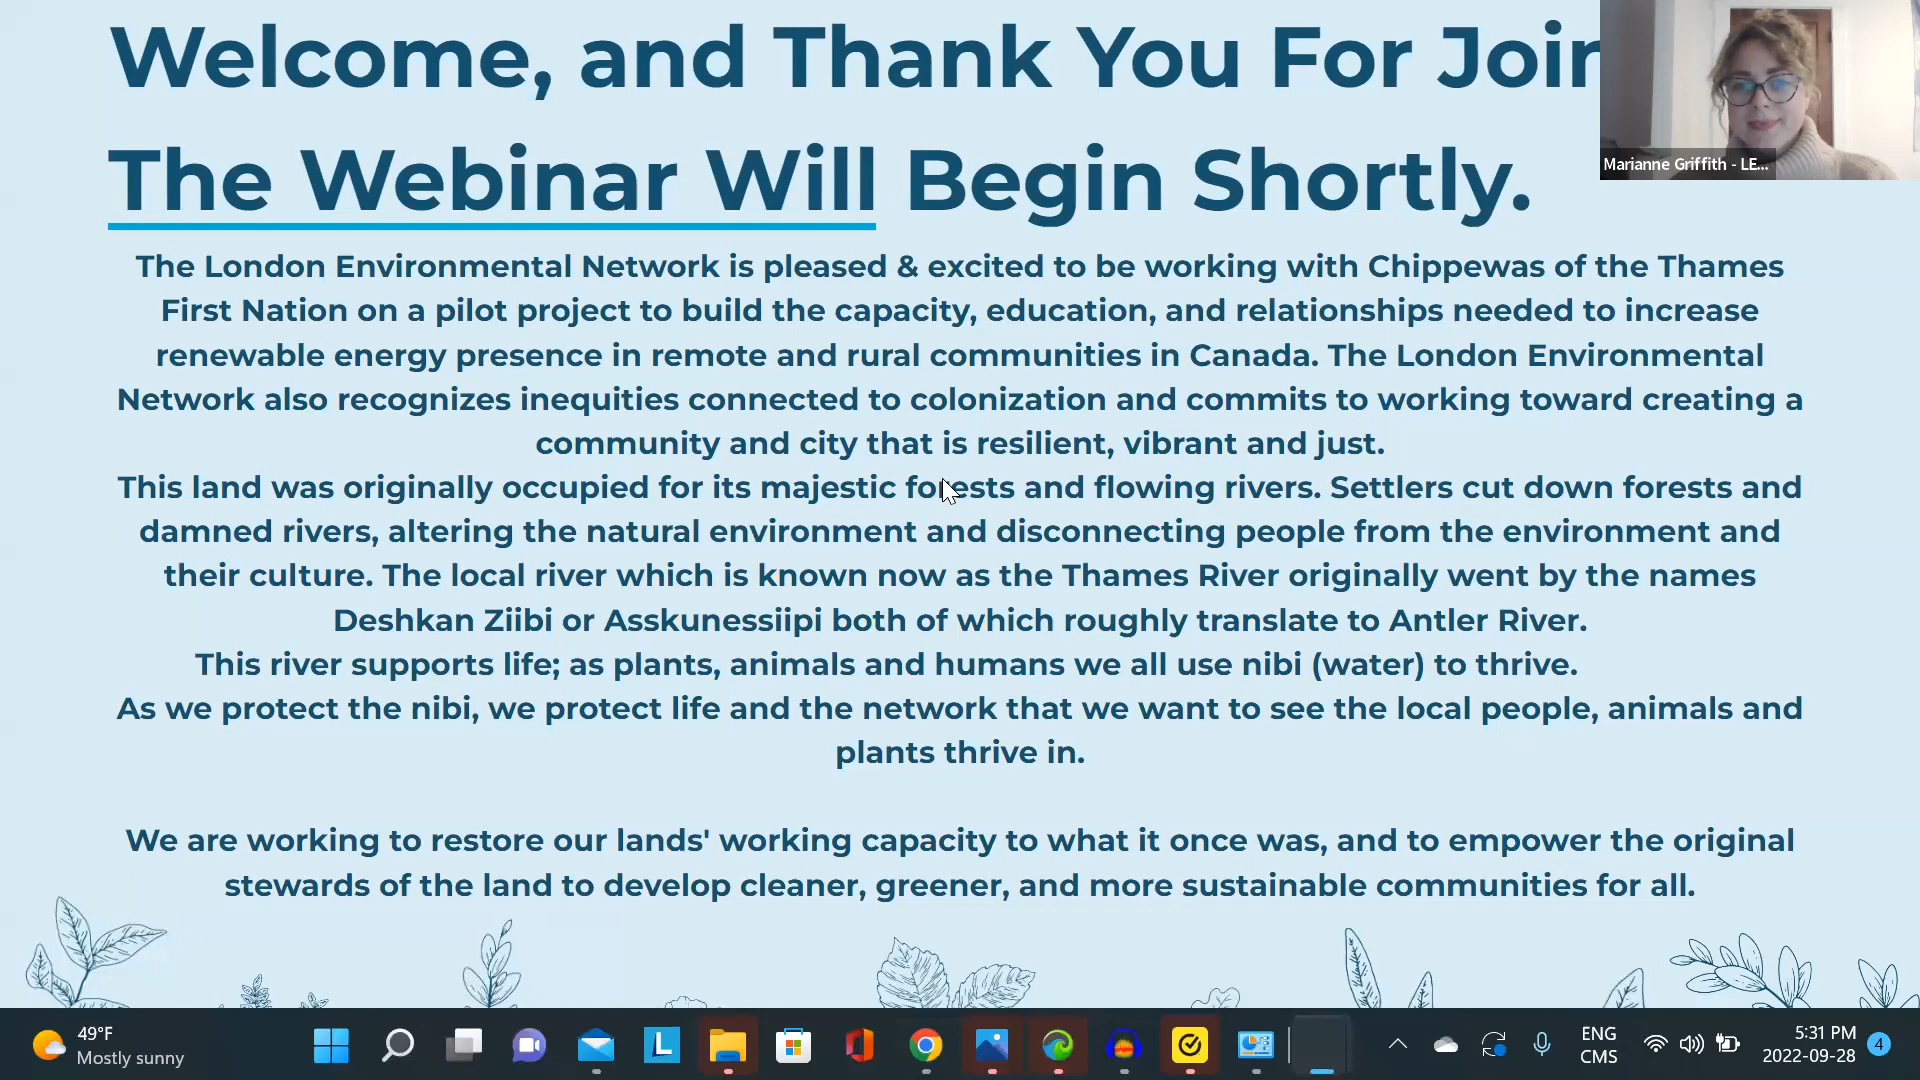 Welcome, and Thank You For Join
The Webinar Will Begin Shortly.
Marianne Griffith - LE...
The London Environmental Network is pleased & excited to be working with Chippewas of the Thames
First Nation on a pilot project to build the capacity, education, and relationships needed to increase
renewable energy presence in remote and rural communities in Canada. The London Environmental
Network also recognizes inequities connected to colonization and commits to working toward creating a
community and city that is resilient, vibrant and just.
This land was originally occupied for its majestic forests and flowing rivers. Settlers cut down forests and
damned rivers, altering the natural environment and disconnecting people from the environment and
their culture. The local river which is known now as the Thames River originally went by the names
Deshkan Ziibi or Asskunessiipi both of which roughly translate to Antler River.
This river supports life; as plants, animals and humans we all use nibi (water) to thrive.
As we protect the nibi, we protect life and the network that we want to see the local people, animals and
plants thrive in.
We are working to restore our lands' working capacity to what it once was, and to empower the original
stewards of the land to develop cleaner, greener, and more sustainable communities for all.
49°F
Mostly sunny
L
ENG
CMS
5:31 PM
2022-09-28
4